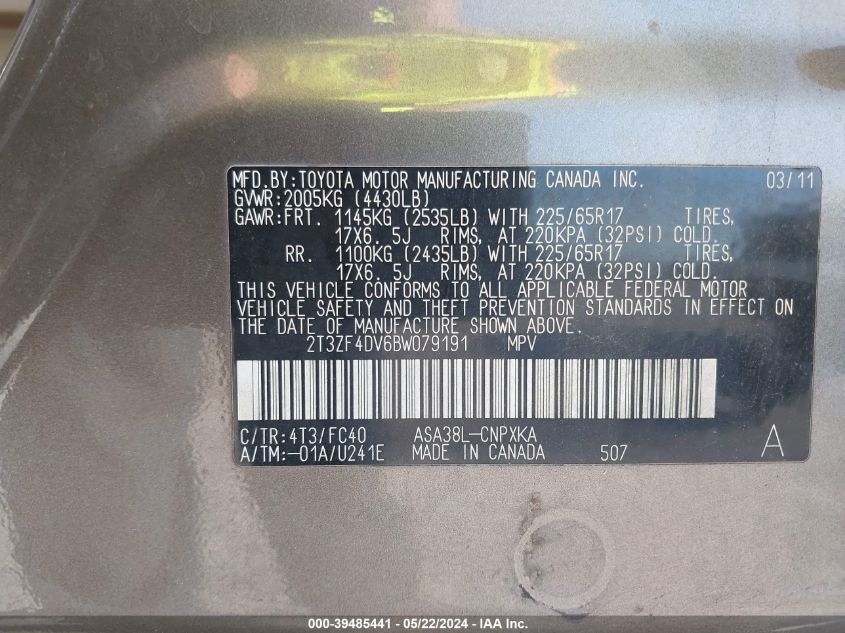 MFD.BY:TOYOTA MOTOR MANUFACTURING CANADA INC. 03/11
GVWR:2005KG (4430LB)
GAWR:FRT. 1145KG (2535LB) WITH 225/65R17 TIRES,
17X6. 5J RIMS, AT 220KPA (32PSI) COLD.
RR. 1100KG (2435LB) WITH 225/65R17 TIRES,
17X6. 5J RIMS, AT 220KPA (32PSI) COLD.
THIS VEHICLE CONFORMS TO ALL APPLICABLE FEDERAL MOTOR
VEHICLE SAFETY AND THEFT PREVENTION STANDARDS IN EFFECT ON
THE DATE OF MANUFACTURE SHOWN ABOVE.
2T3ZF4DV6BW079191 MPV
C/TR:4T3/FC40 ASA38L-CNPXKA
A/TM:-01A/U241E MADE IN CANADA 507 A
000-39485441 - 05/22/2024 - IAA Inc.